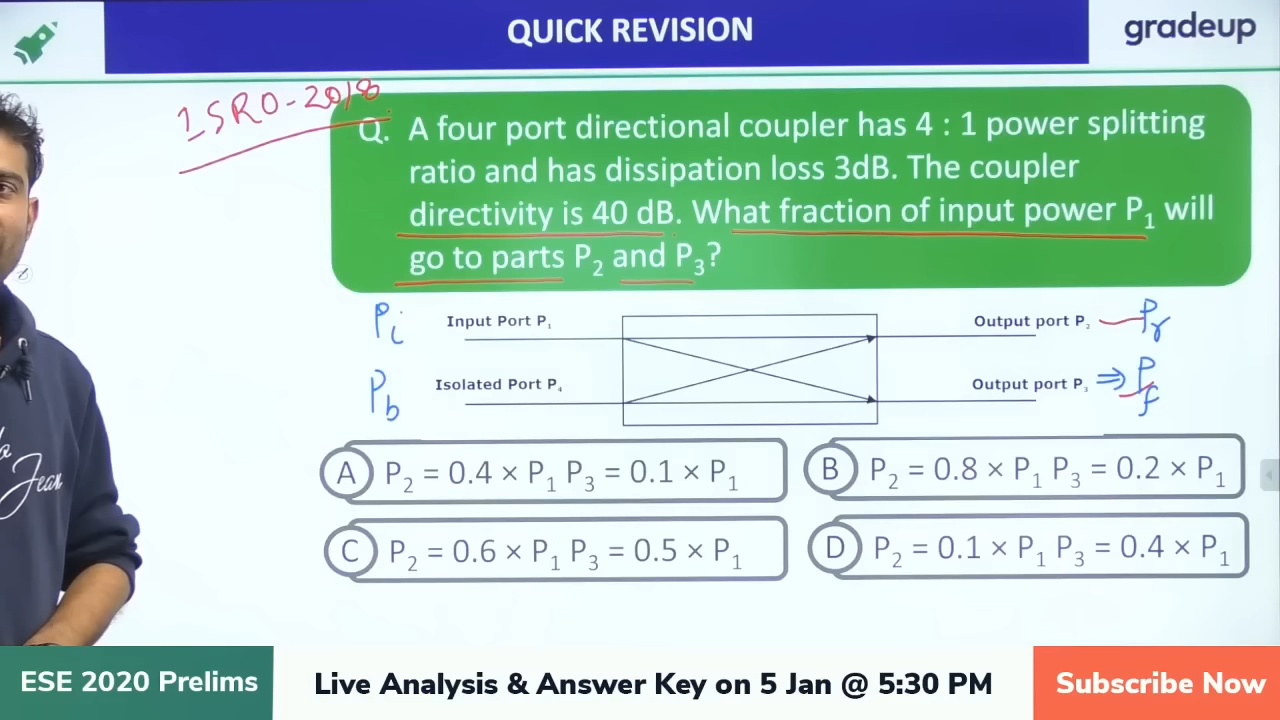 QUICK REVISION
gradeup
ISRO-2018
Q. A four port directional coupler has 4 : 1 power splitting
ratio and has dissipation loss 3dB. The coupler
directivity is 40 dB. What fraction of input power P₁ will
go to parts P₂ and P₃?
Pi Input Port P₁ Output port P₂ Pr
Pb Isolated Port P₄ Output port P₃ ⇒ Pf
A P₂ = 0.4 × P₁ P₃ = 0.1 × P₁
B P₂ = 0.8 × P₁ P₃ = 0.2 × P₁
C P₂ = 0.6 × P₁ P₃ = 0.5 × P₁
D P₂ = 0.1 × P₁ P₃ = 0.4 × P₁
Jean
ESE 2020 Prelims
Live Analysis & Answer Key on 5 Jan @ 5:30 PM
Subscribe Now